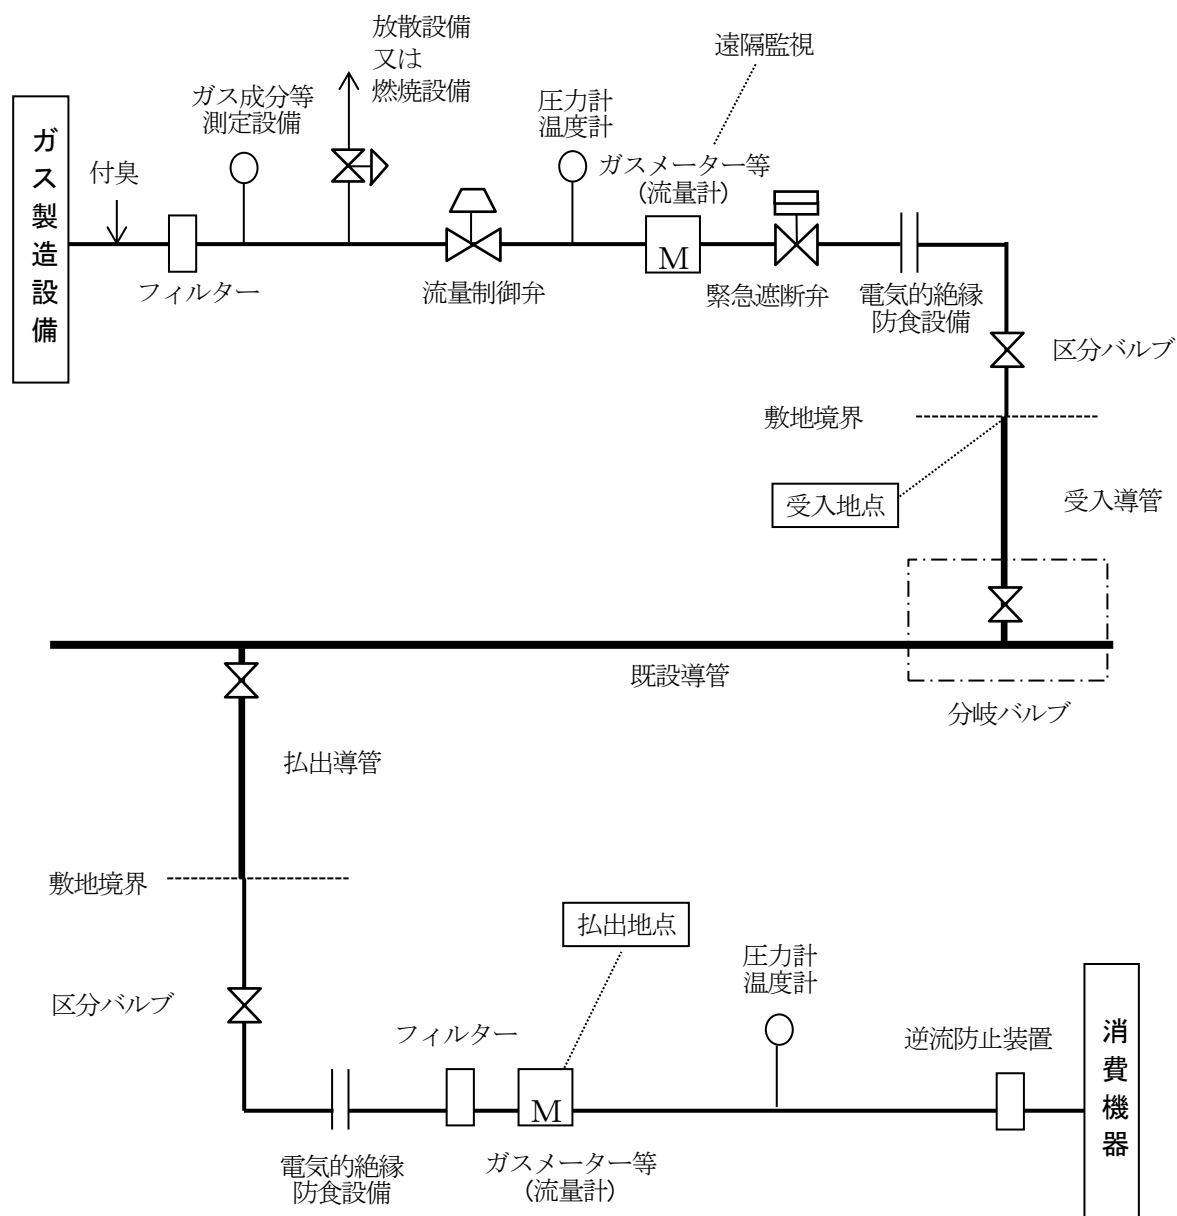 放散設備
又は
燃焼設備
遠隔監視
ガス成分等
測定設備
圧力計
温度計
ガス製造設備
付臭
ガスメーター等
(流量計)
M
フィルター
流量制御弁
緊急遮断弁
電気的絶縁
防食設備
区分バルブ
敷地境界
受入地点
受入導管
既設導管
分岐バルブ
払出導管
敷地境界
払出地点
圧力計
温度計
区分バルブ
フィルター
逆流防止装置
消費機器
M
電気的絶縁
防食設備
ガスメーター等
(流量計)